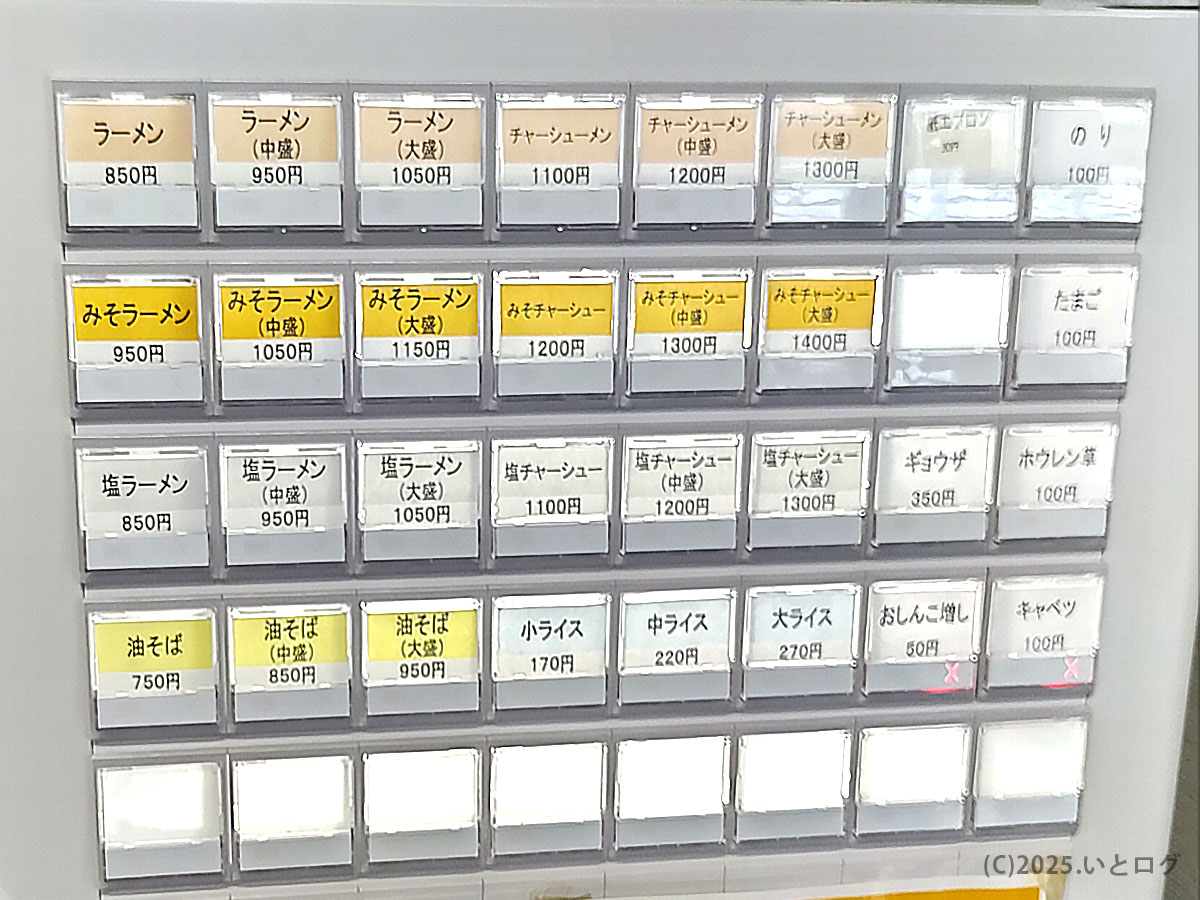 ラーメン
850円
ラーメン
(中盛)
950円
ラーメン
(大盛)
1050円
チャーシューメン
1100円
チャーシューメン
(中盛)
1200円
チャーシューメン
(大盛)
1300円
紙エプロン
30円
のり
100円
みそラーメン
950円
みそラーメン
(中盛)
1050円
みそラーメン
(大盛)
1150円
みそチャーシュー
1200円
みそチャーシュー
(中盛)
1300円
みそチャーシュー
(大盛)
1400円
たまご
100円
塩ラーメン
850円
塩ラーメン
(中盛)
950円
塩ラーメン
(大盛)
1050円
塩チャーシュー
1100円
塩チャーシュー
(中盛)
1200円
塩チャーシュー
(大盛)
1300円
ギョウザ
350円
ホウレン草
100円
油そば
750円
油そば
(中盛)
850円
油そば
(大盛)
950円
小ライス
170円
中ライス
220円
大ライス
270円
おしんこ増し
50円
X
キャベツ
100円
X
(C)2025.いとログ